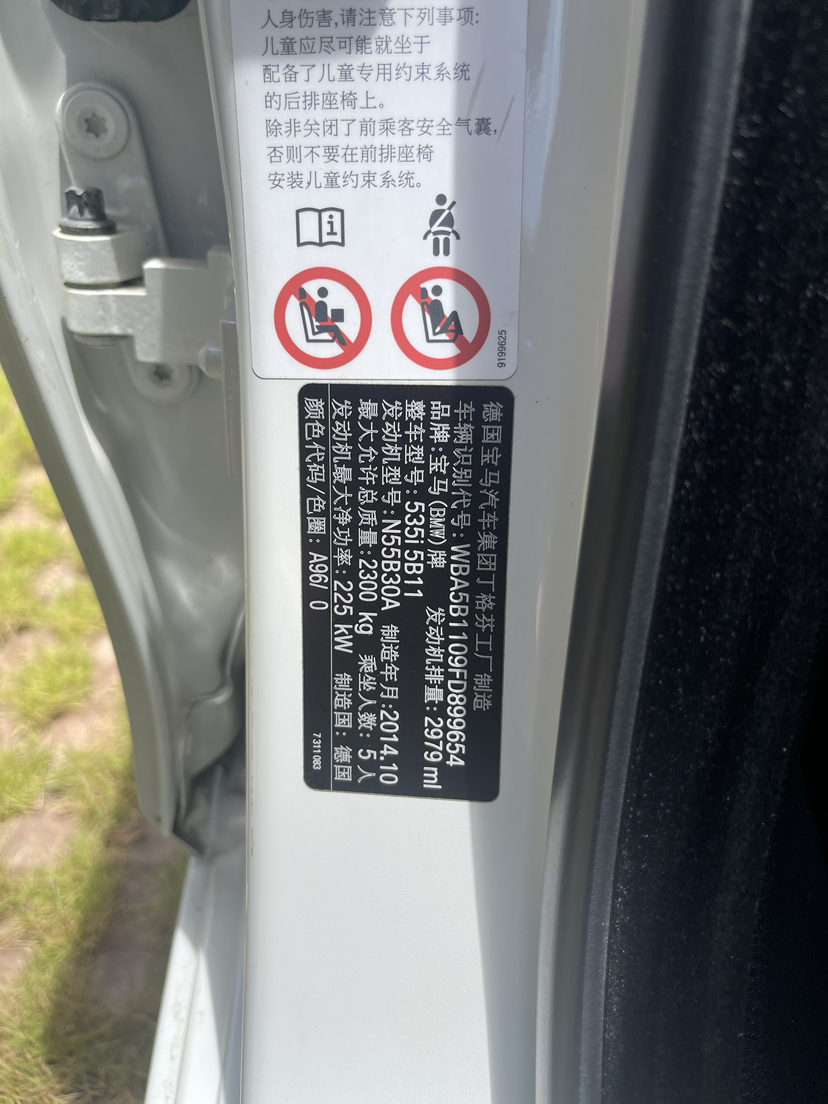 人身伤害,请注意下列事项:
儿童应尽可能就坐于
配备了儿童专用约束系统
的后排座椅上。
除非关闭了前乘客安全气囊,
否则不要在前排座椅
安装儿童约束系统。
i
9199625
德国宝马汽车集团丁格芬工厂制造
车辆识别代号:WBA5B1109FD899654
品牌:宝马(BMW)牌 发动机排量:2979 ml
整车型号:535i 5B11
发动机型号:N55B30A 制造年月:2014.10
最大允许总质量:2300 kg 乘坐人数:5人
发动机最大净功率:225 kW 制造国:德国
颜色代码/色圈:A96/ 0
7 311 083